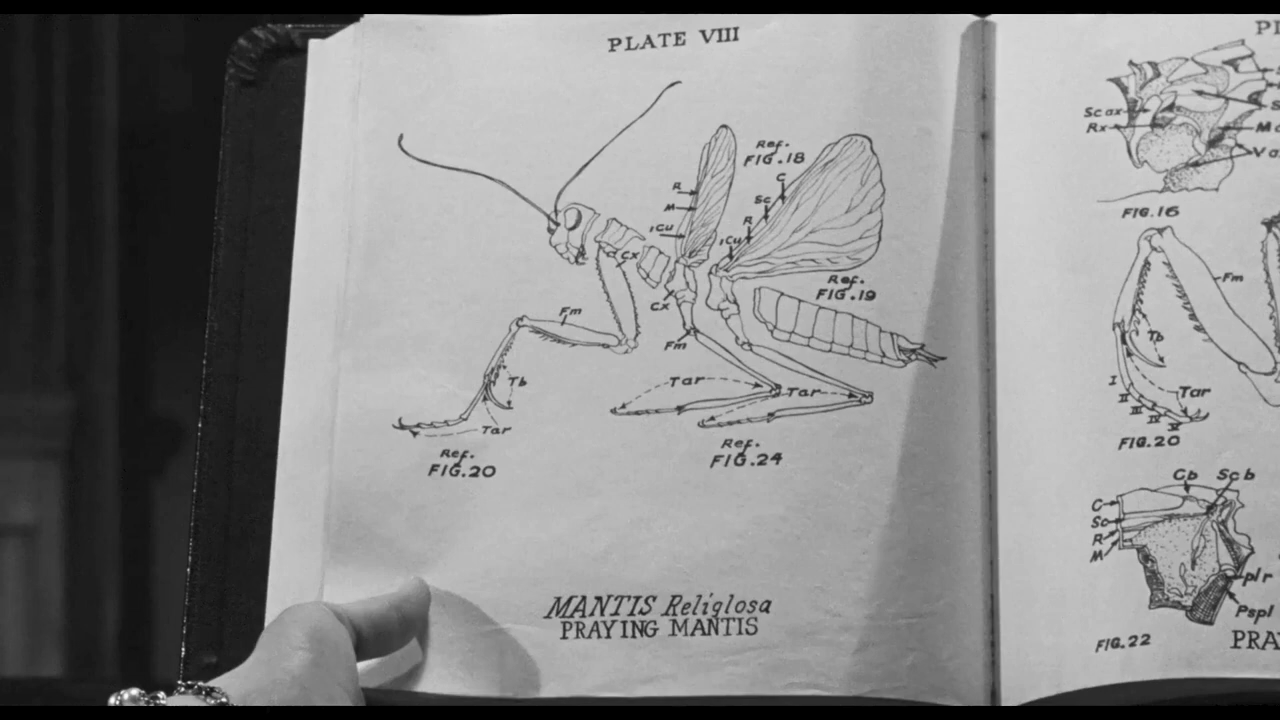 PLATE VIII
Ref.
FIG.18
R
M
1Cu
C
Sc
R
1Cu
Cx
Cx
Ref.
FIG.19
Fm
Fm
Tb
Tar
Tar
Tar
Ref.
FIG.20
Ref.
FIG.24
MANTIS Religiosa
PRAYING MANTIS
Scax
Rx
FIG.16
Fm
Tb
Tar
I
II
III
IV
V
FIG.20
Cb
Scb
C
Sc
R
M
plr
Pspl
FIG.22